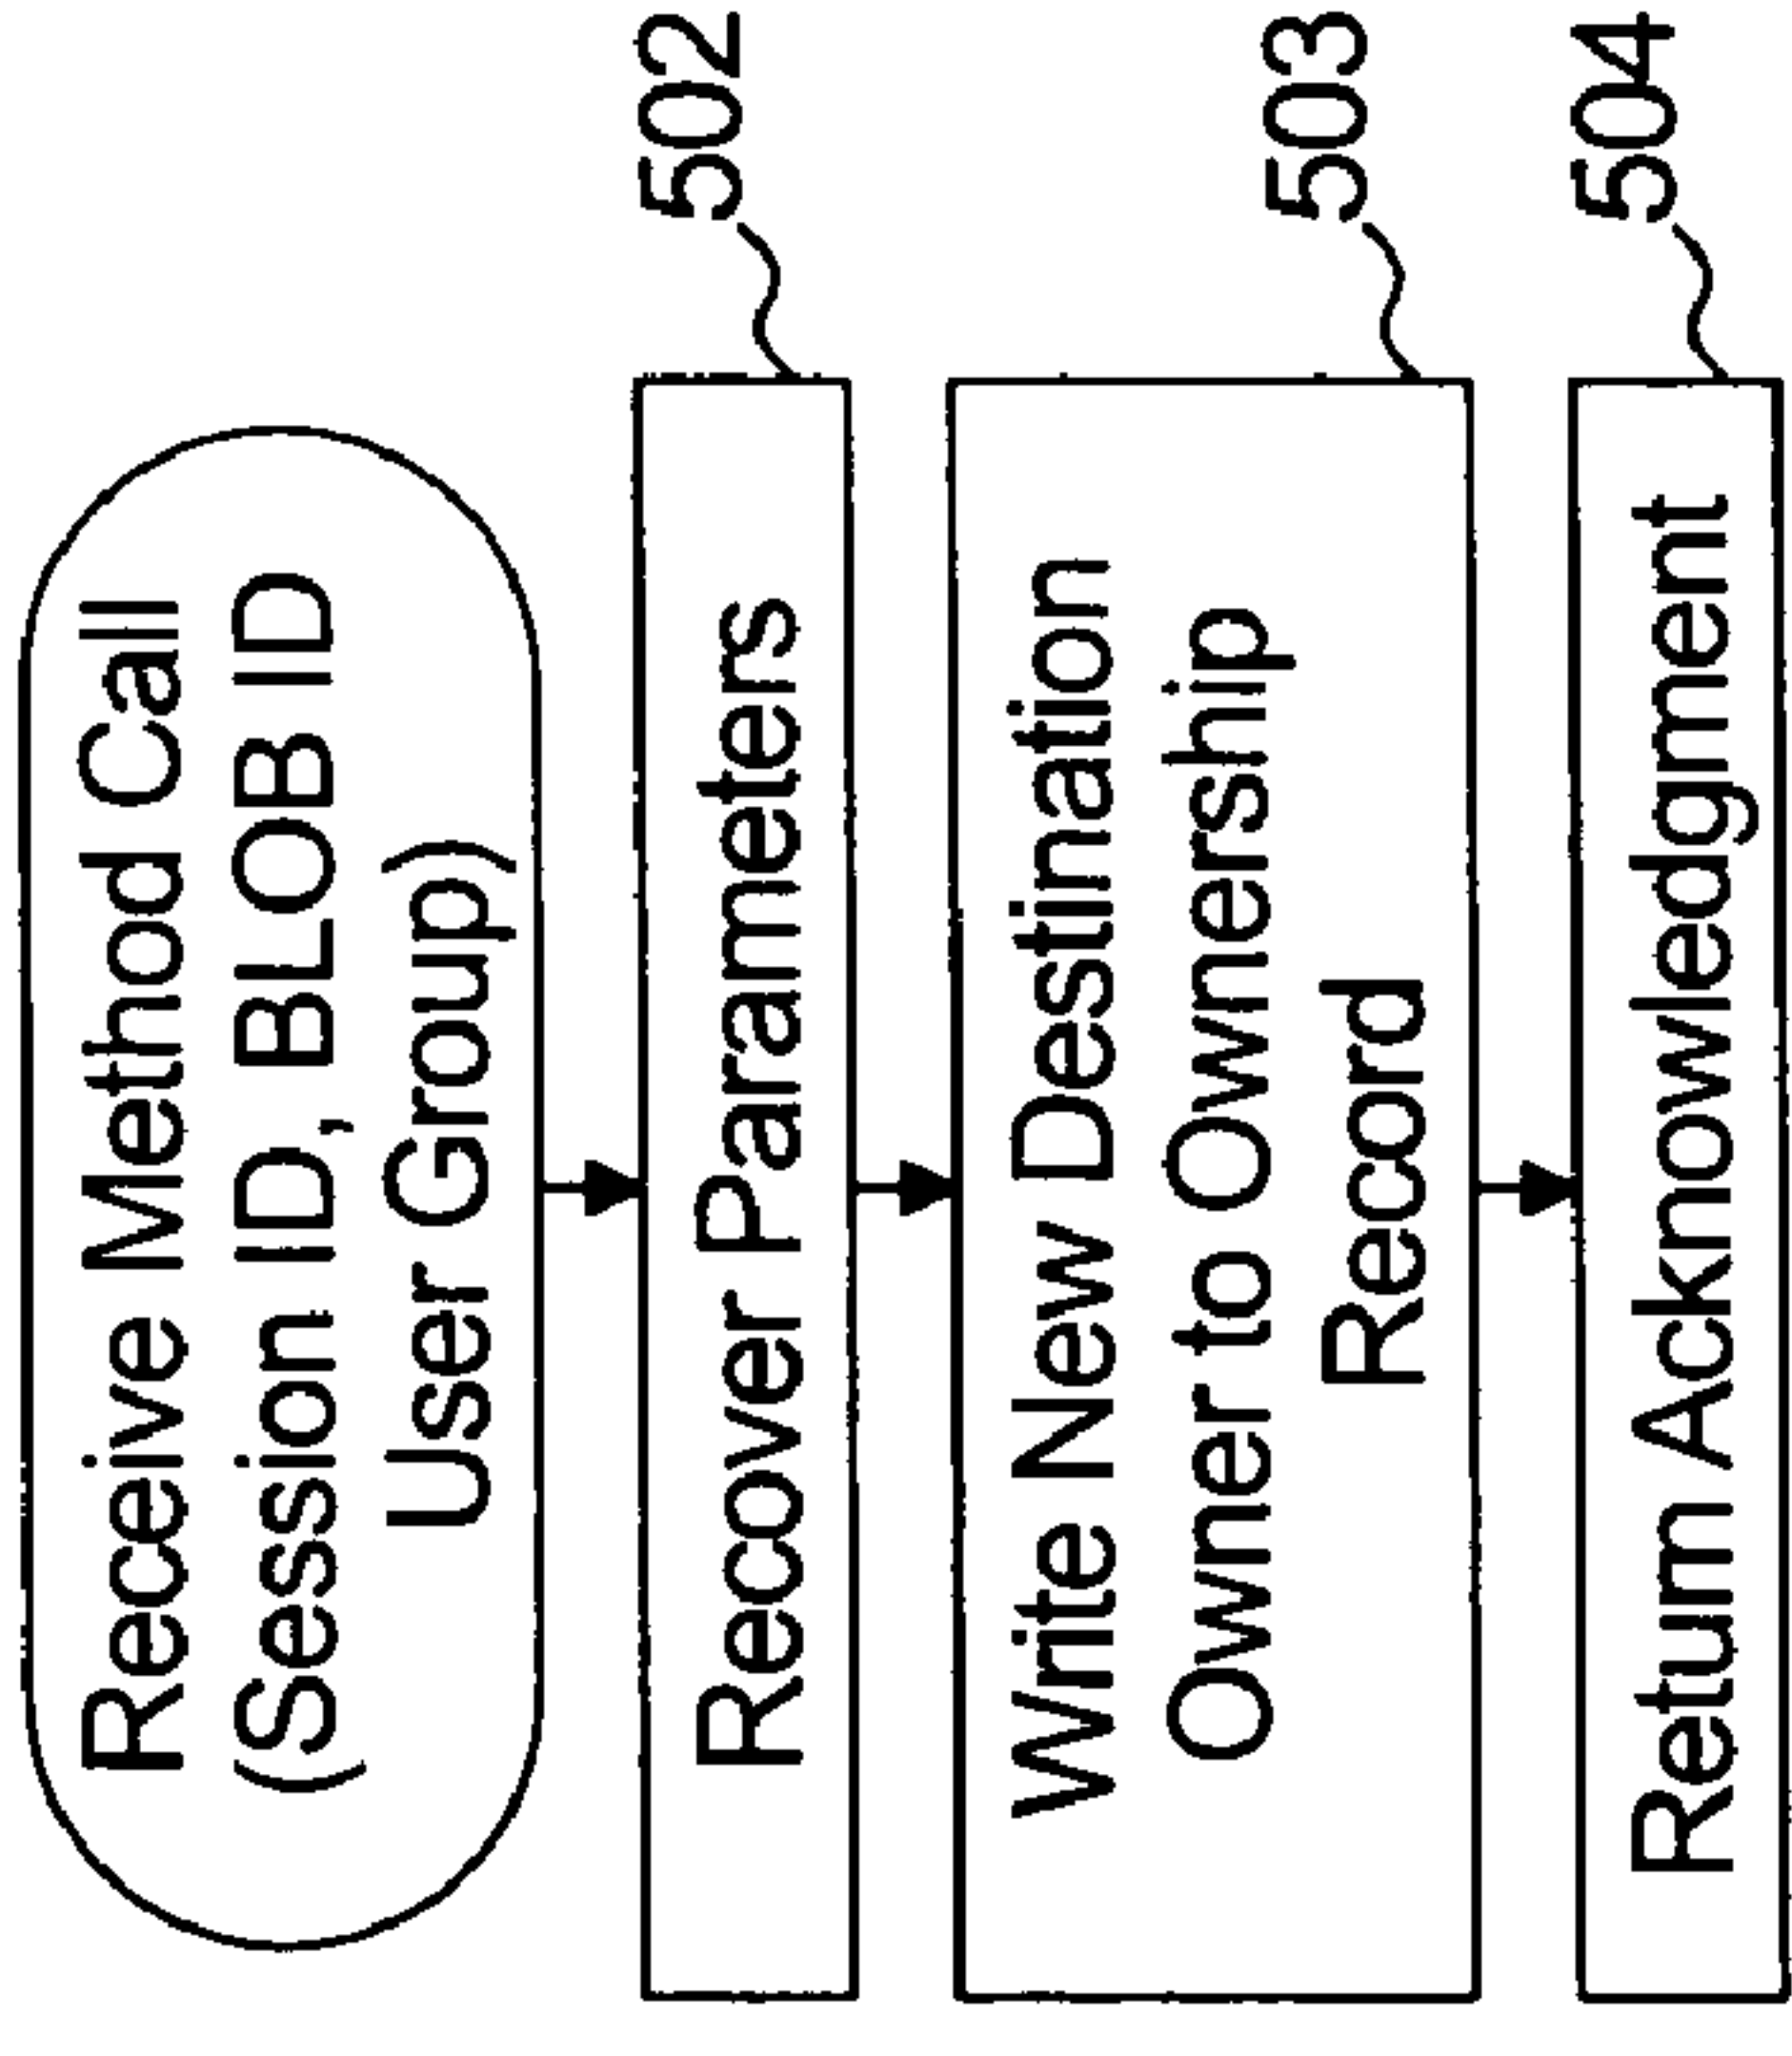 Receive Method Call
(Session ID, BLOB ID
User Group)
Recover Parameters
502
Write New Destination
Owner to Ownership
Record
503
Return Acknowledgment
504